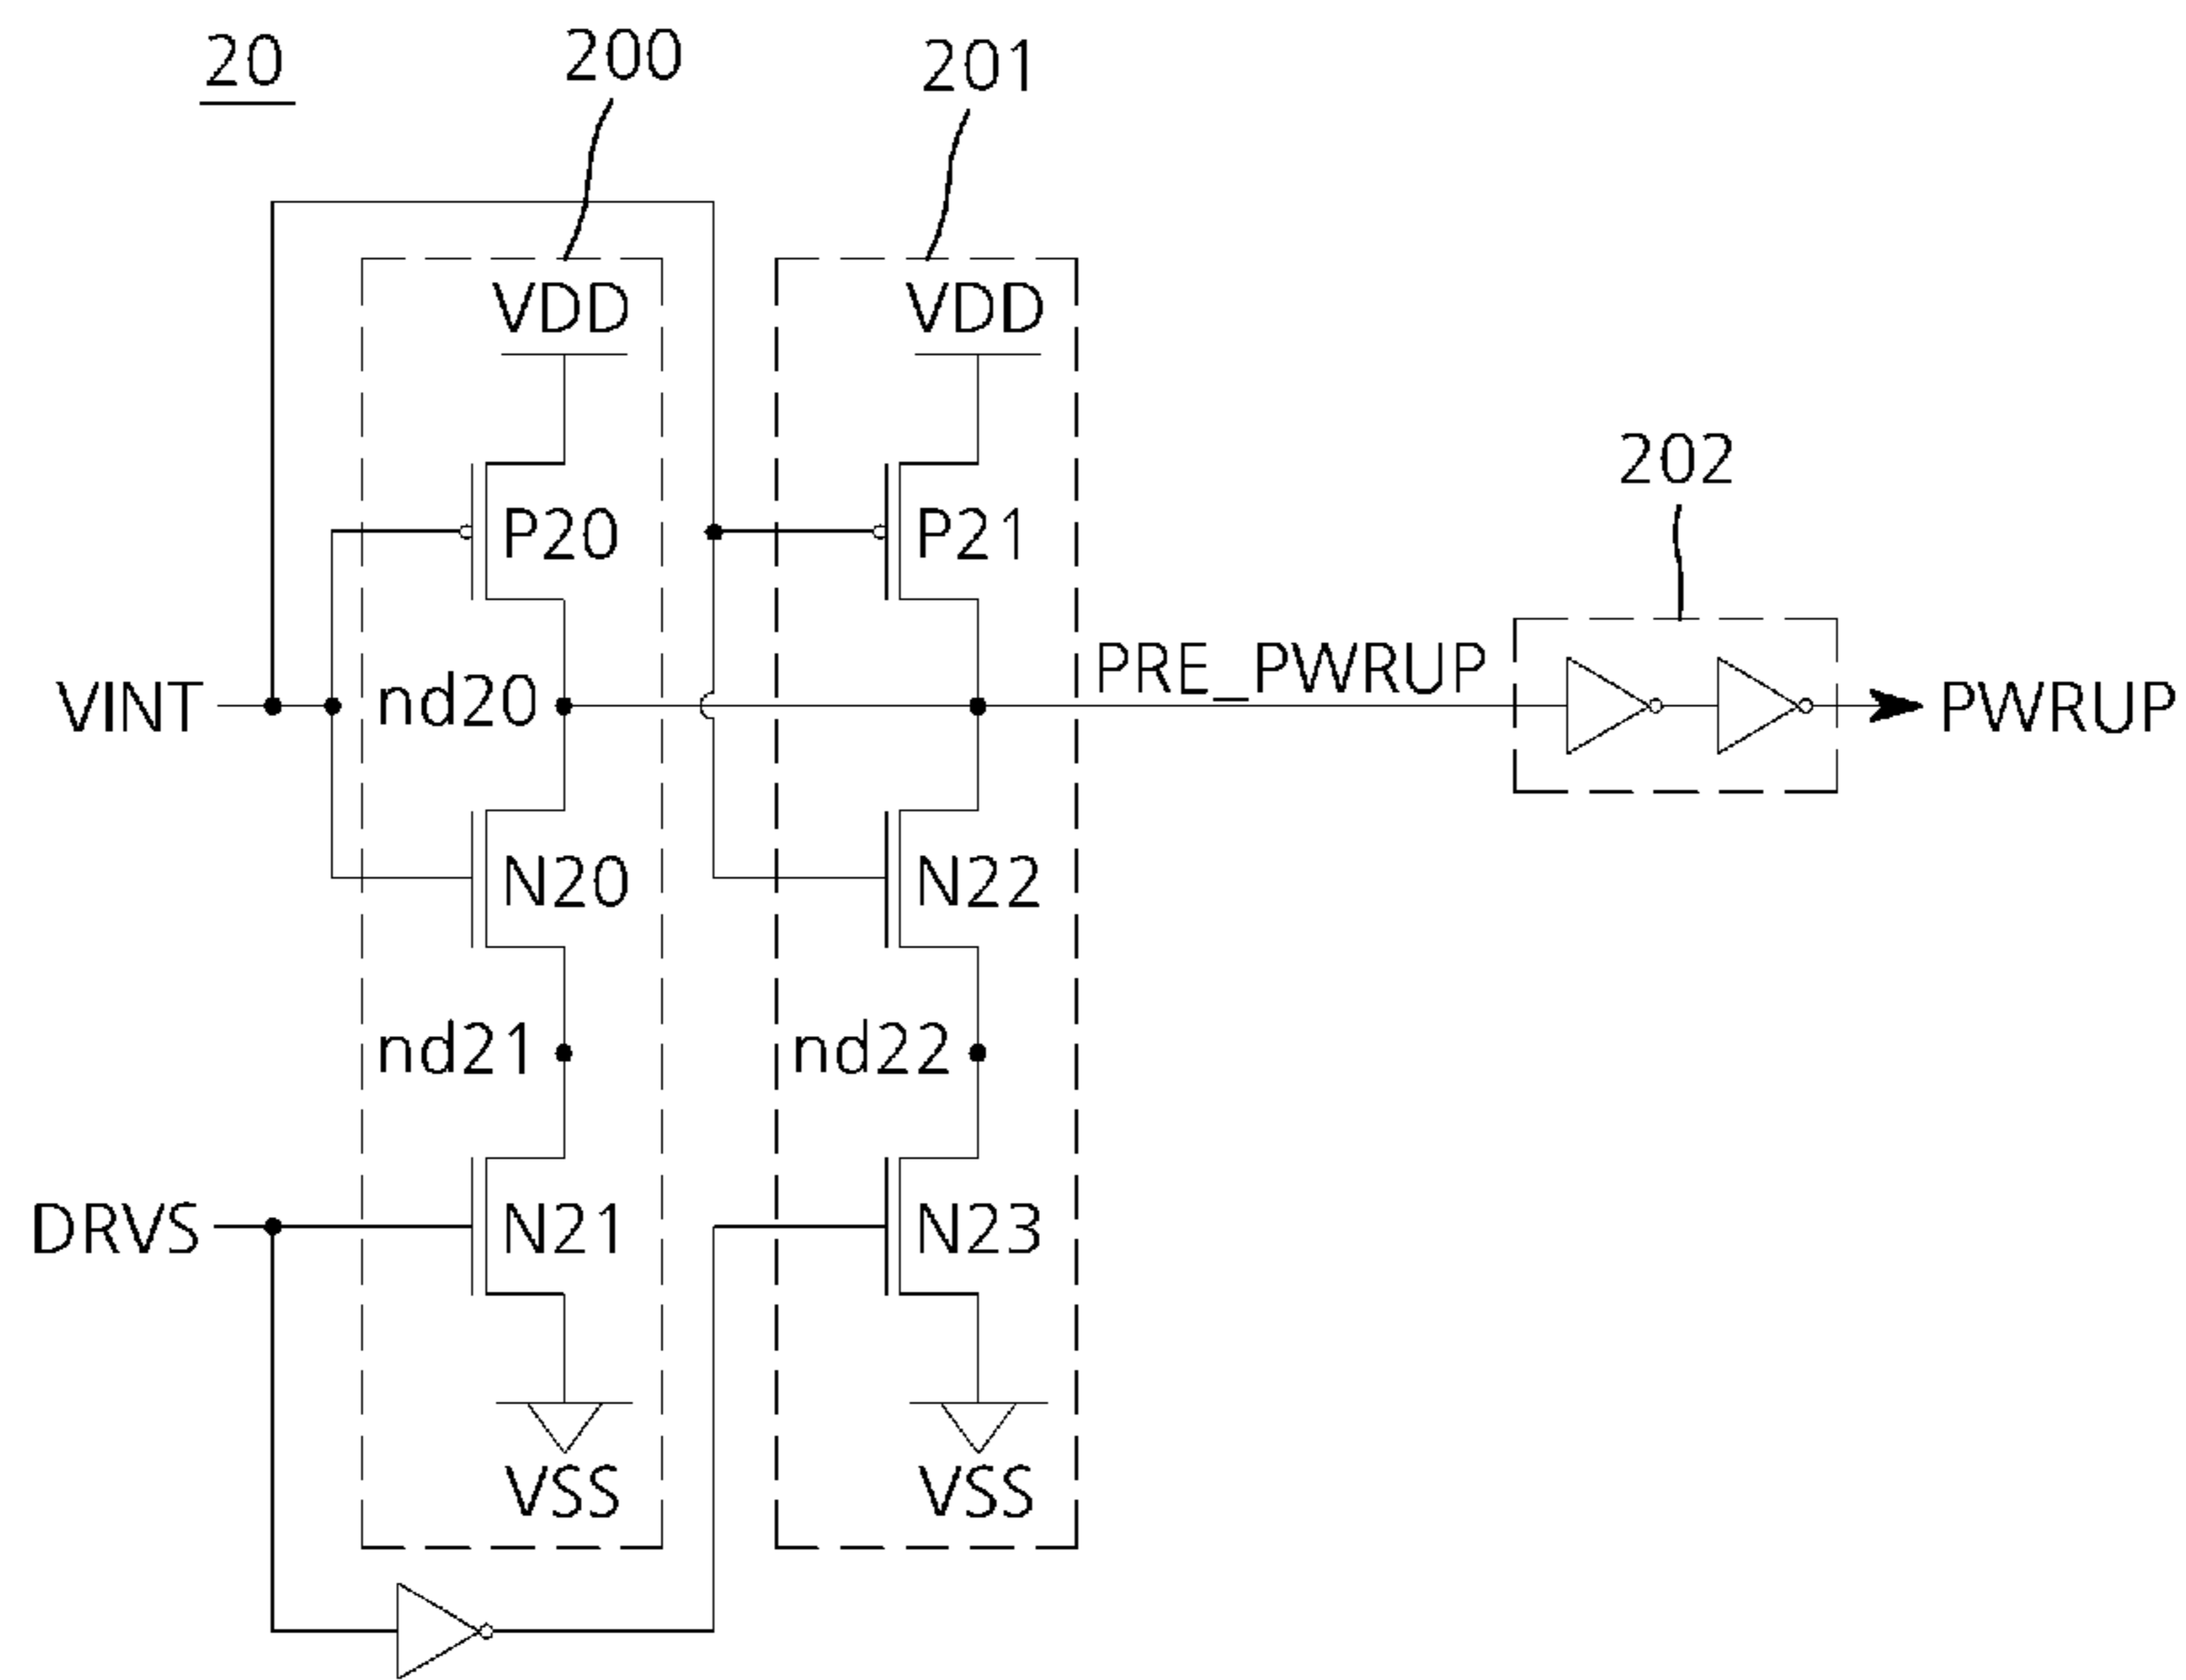 20
200
201
VDD
VDD
P20
P21
202
VINT
nd20
PRE_PWRUP
PWRUP
N20
N22
nd21
nd22
DRVS
N21
N23
VSS
VSS